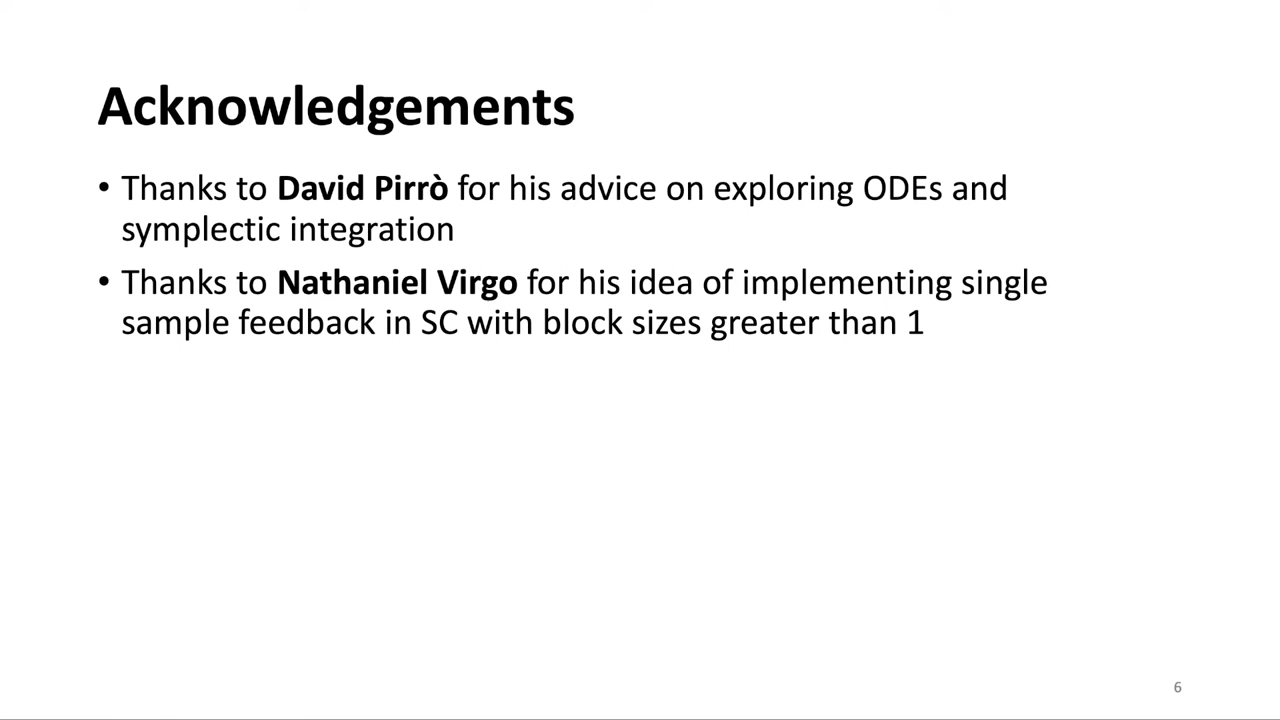 Acknowledgements
• Thanks to David Pirrò for his advice on exploring ODEs and
symplectic integration
• Thanks to Nathaniel Virgo for his idea of implementing single
sample feedback in SC with block sizes greater than 1
6